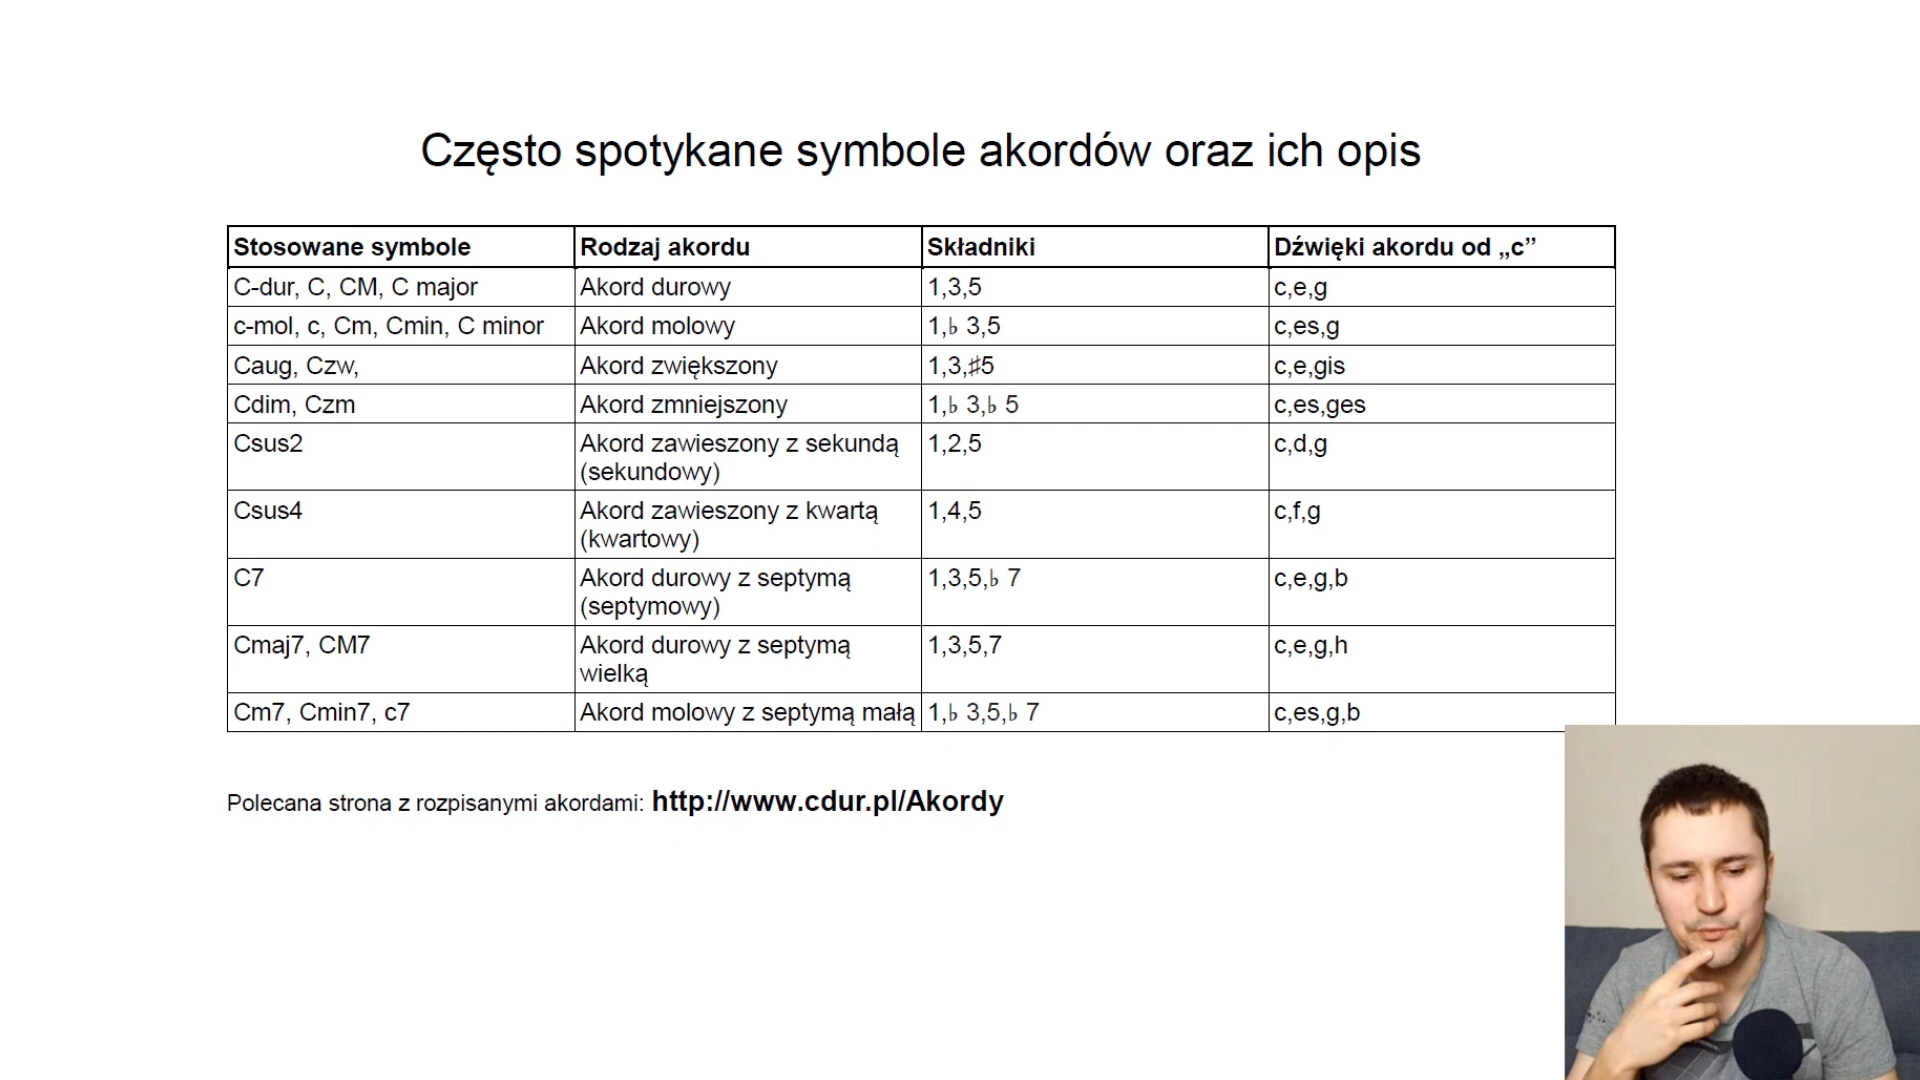 Często spotykane symbole akordów oraz ich opis
Stosowane symbole Rodzaj akordu Składniki Dźwięki akordu od „c”
C-dur, C, CM, C major Akord durowy 1,3,5 c,e,g
c-mol, c, Cm, Cmin, C minor Akord molowy 1,♭ 3,5 c,es,g
Caug, Czw, Akord zwiększony 1,3,♯5 c,e,gis
Cdim, Czm Akord zmniejszony 1,♭ 3,♭ 5 c,es,ges
Csus2 Akord zawieszony z sekundą 1,2,5 c,d,g
(sekundowy)
Csus4 Akord zawieszony z kwartą 1,4,5 c,f,g
(kwartowy)
C7 Akord durowy z septymą 1,3,5,♭ 7 c,e,g,b
(septymowy)
Cmaj7, CM7 Akord durowy z septymą 1,3,5,7 c,e,g,h
wielką
Cm7, Cmin7, c7 Akord molowy z septymą małą 1,♭ 3,5,♭ 7 c,es,g,b
Polecana strona z rozpisanymi akordami: http://www.cdur.pl/Akordy